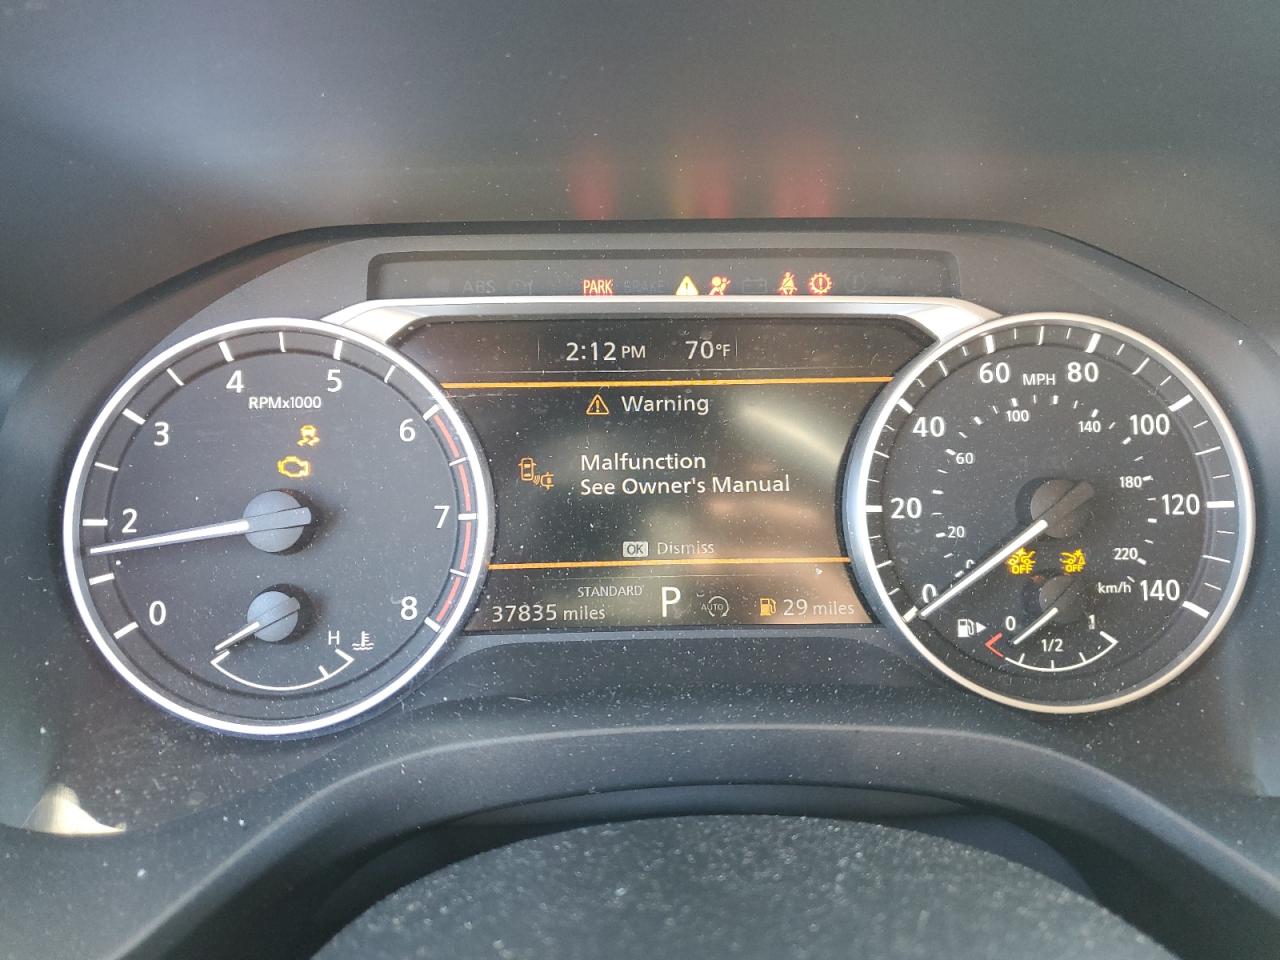 ABS
PARK BRAKE
2:12 PM 70°F
Warning
Malfunction
See Owner's Manual
OK Dismiss
STANDARD
37835 miles P AUTO 29 miles
0 2 3 4 5 6 7 8
RPMx1000
H
0 20 40 60 80 100 120 140
MPH
0 20 60 100 140 180 220
km/h
OFF OFF
0 1/2 1